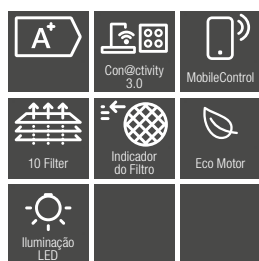 A+
Con@ctivity
3.0
MobileControl
10 Filter
Indicador
do Filtro
Eco Motor
Iluminação
LED